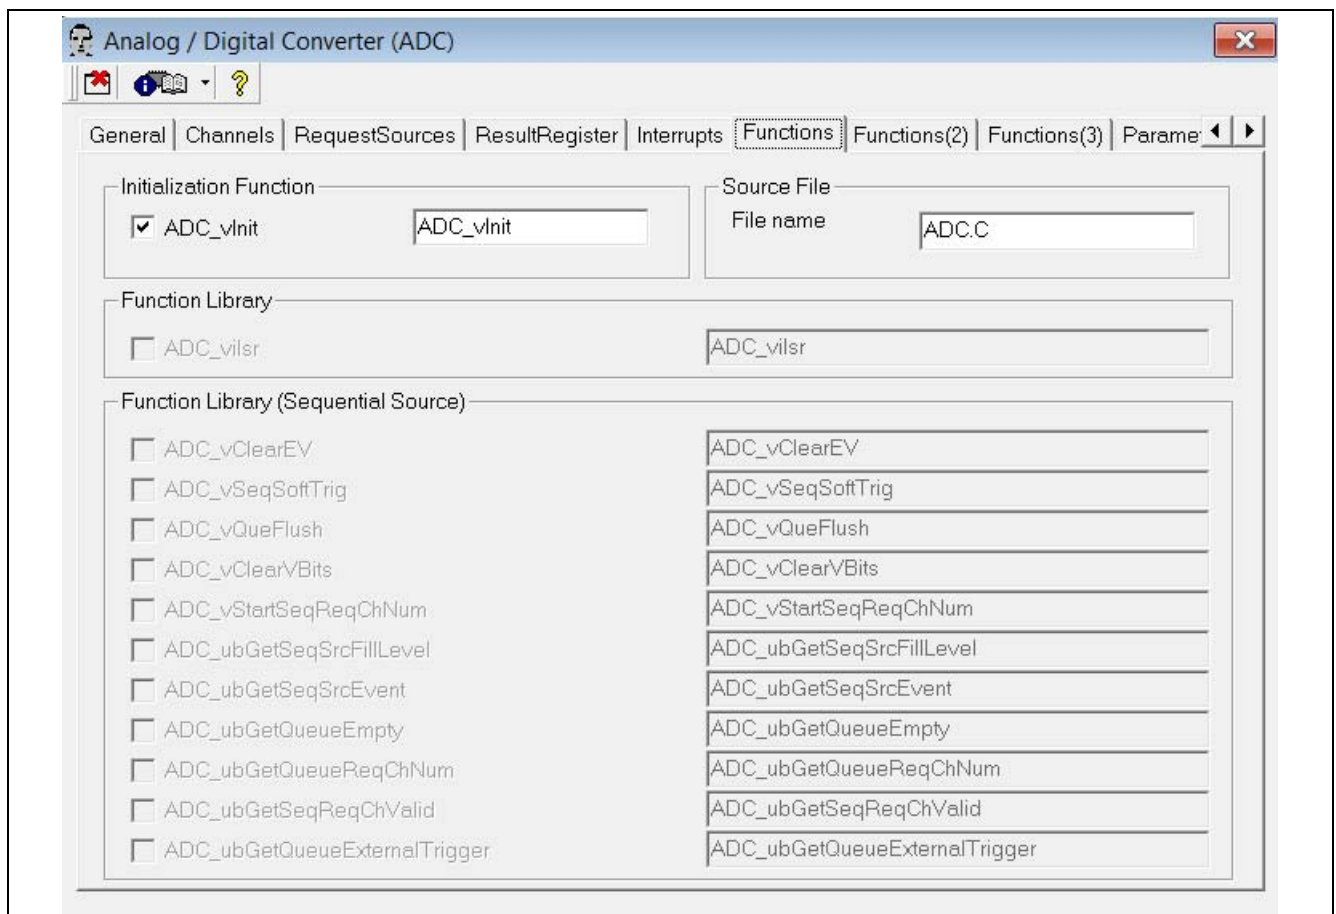 Analog / Digital Converter (ADC)
General Channels RequestSources ResultRegister Interrupts Functions Functions(2) Functions(3) Parame
Initialization Function
ADC_vInit ADC_vInit
Source File
File name ADC.C
Function Library
ADC_viIsr ADC_viIsr
Function Library (Sequential Source)
ADC_vClearEV ADC_vClearEV
ADC_vSeqSoftTrig ADC_vSeqSoftTrig
ADC_vQueFlush ADC_vQueFlush
ADC_vClearVBits ADC_vClearVBits
ADC_vStartSeqReqChNum ADC_vStartSeqReqChNum
ADC_ubGetSeqSrcFillLevel ADC_ubGetSeqSrcFillLevel
ADC_ubGetSeqSrcEvent ADC_ubGetSeqSrcEvent
ADC_ubGetQueueEmpty ADC_ubGetQueueEmpty
ADC_ubGetQueueReqChNum ADC_ubGetQueueReqChNum
ADC_ubGetSeqReqChValid ADC_ubGetSeqReqChValid
ADC_ubGetQueueExternalTrigger ADC_ubGetQueueExternalTrigger